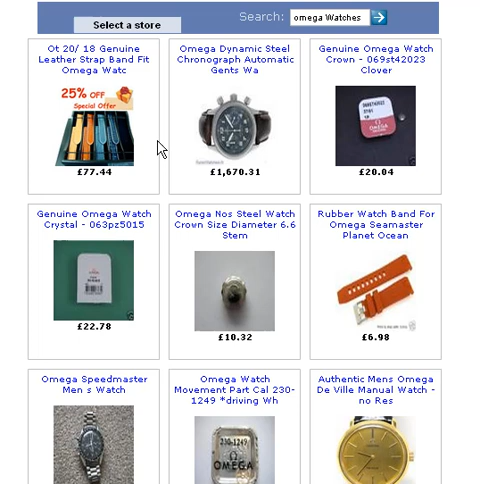 Select a store
Search:
omega Watches
Ot 20/ 18 Genuine
Leather Strap Band Fit
Omega Watc
25% OFF
Special Offer
£77.44
Omega Dynamic Steel
Chronograph Automatic
Gents Wa
£1,670.31
Genuine Omega Watch
Crown - 069st42023
Clover
OMEGA
£20.04
Genuine Omega Watch
Crystal - 063pz5015
£22.78
Omega Nos Steel Watch
Crown Size Diameter 6.6
Stem
£10.32
Rubber Watch Band For
Omega Seamaster
Planet Ocean
£6.98
Omega Speedmaster
Men s Watch
Omega Watch
Movement Part Cal 230-
1249 *driving Wh
230-1249
OMEGA
Authentic Mens Omega
De Ville Manual Watch -
no Res